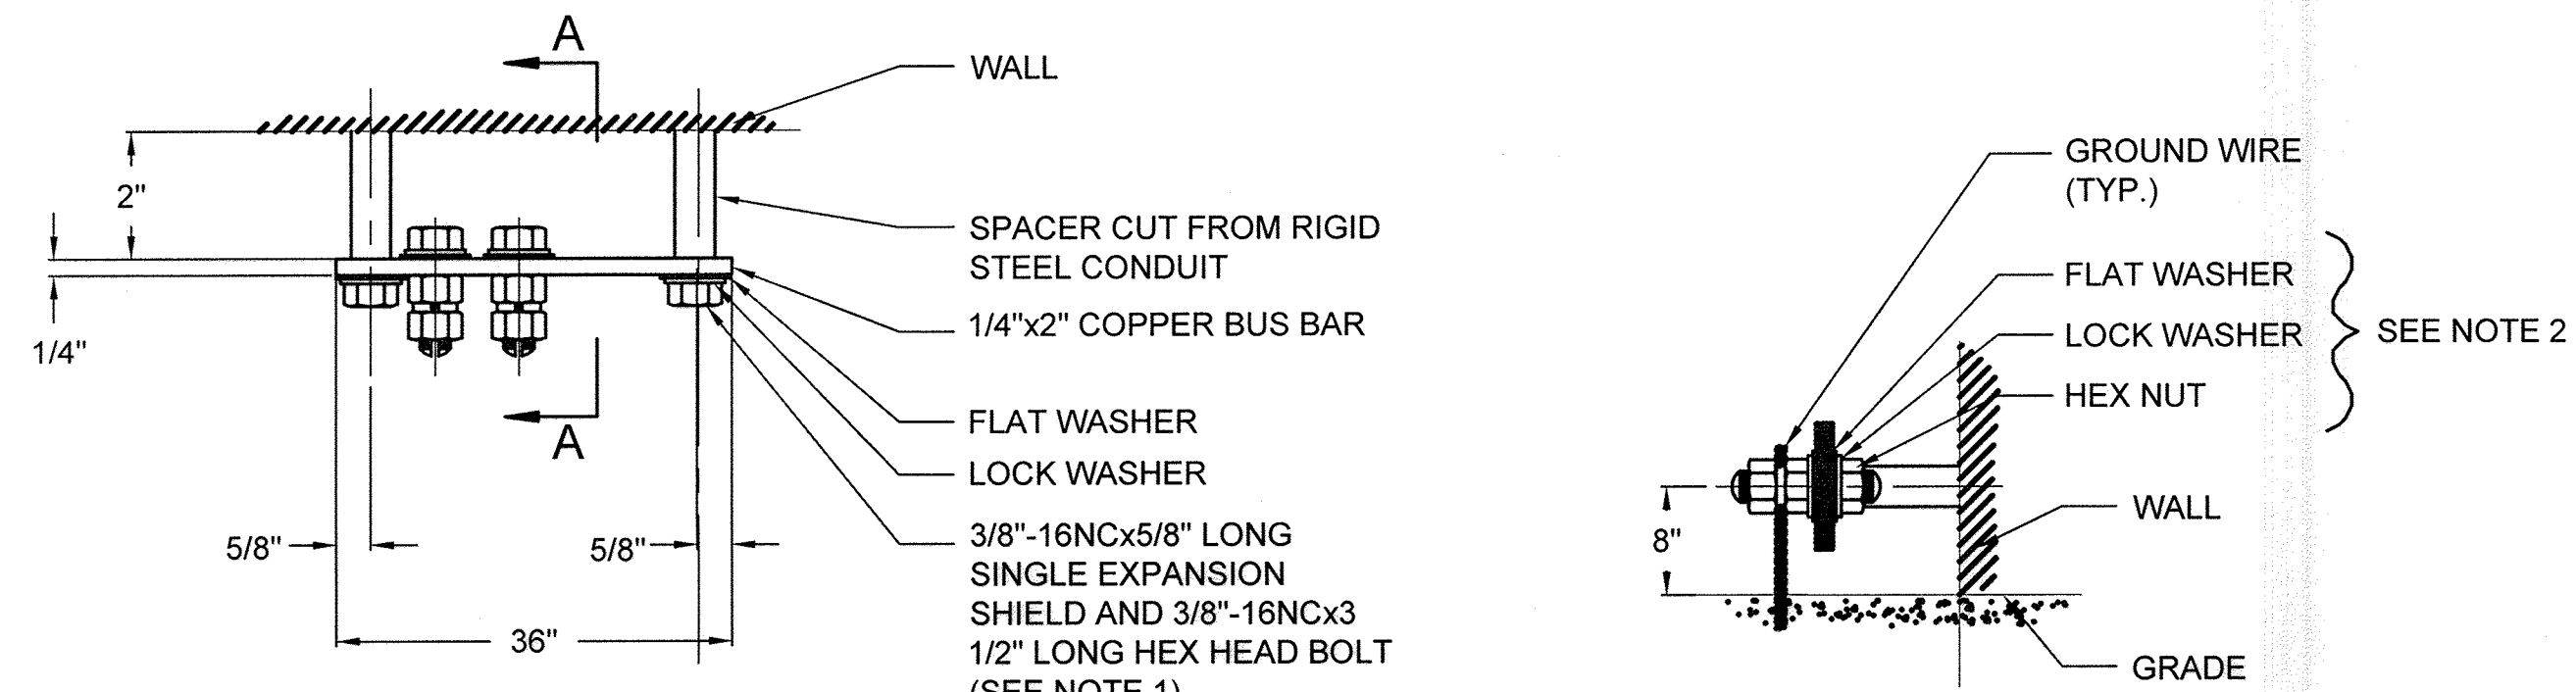 A
WALL
2"
SPACER CUT FROM RIGID
STEEL CONDUIT
1/4"x2" COPPER BUS BAR
1/4"
FLAT WASHER
A
LOCK WASHER
5/8"
5/8"
3/8"-16NCx5/8" LONG
SINGLE EXPANSION
SHIELD AND 3/8"-16NCx3
1/2" LONG HEX HEAD BOLT
(SEE NOTE 1)
36"
GROUND WIRE
(TYP.)
FLAT WASHER
LOCK WASHER
SEE NOTE 2
HEX NUT
WALL
8"
GRADE